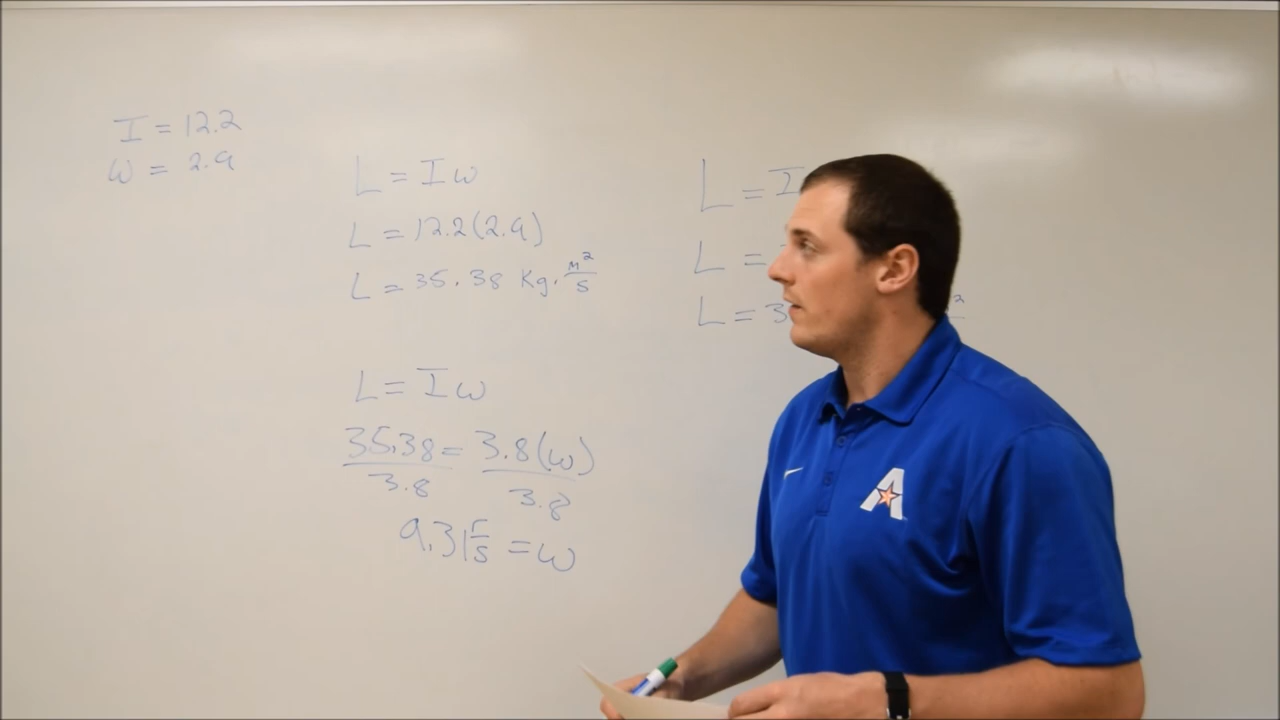 I = 12.2
ω = 2.9
L = Iω
L = 12.2(2.9)
L = 35.38 Kg · m²/s
L = Iω
35.38 = 3.8(ω)
3.8 3.8
9.31 r/s = ω
L = I
L =
L = 3
2
A